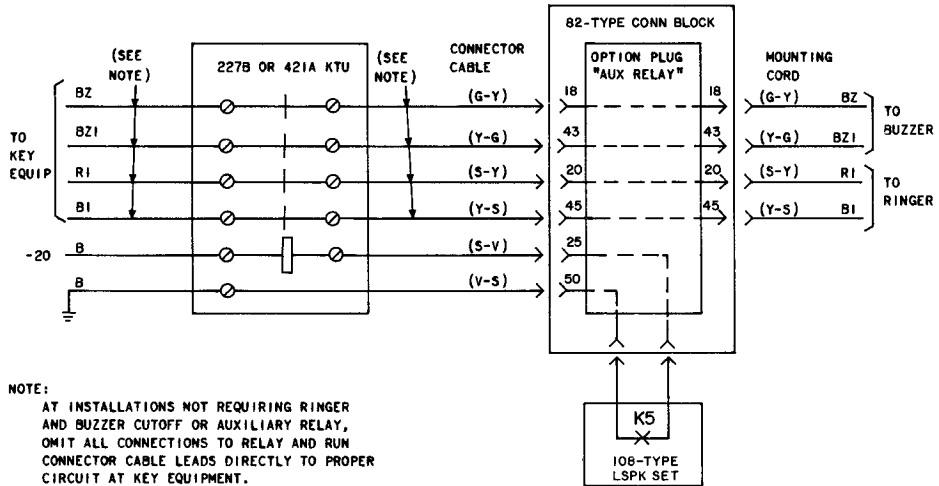 82-TYPE CONN BLOCK
(SEE NOTE)
227B OR 421A KTU
(SEE NOTE)
CONNECTOR CABLE
OPTION PLUG "AUX RELAY"
MOUNTING CORD
TO KEY EQUIP
BZ
(G-Y)
18
18
(G-Y)
BZ
BZ1
(Y-G)
43
43
(Y-G)
BZ1
TO BUZZER
R1
(S-Y)
20
20
(S-Y)
R1
B1
(Y-S)
45
45
(Y-S)
B1
TO RINGER
-20
B
(S-V)
25
B
(V-S)
50
K5
108-TYPE
LSPK SET
NOTE:
AT INSTALLATIONS NOT REQUIRING RINGER
AND BUZZER CUTOFF OR AUXILIARY RELAY,
OMIT ALL CONNECTIONS TO RELAY AND RUN
CONNECTOR CABLE LEADS DIRECTLY TO PROPER
CIRCUIT AT KEY EQUIPMENT.